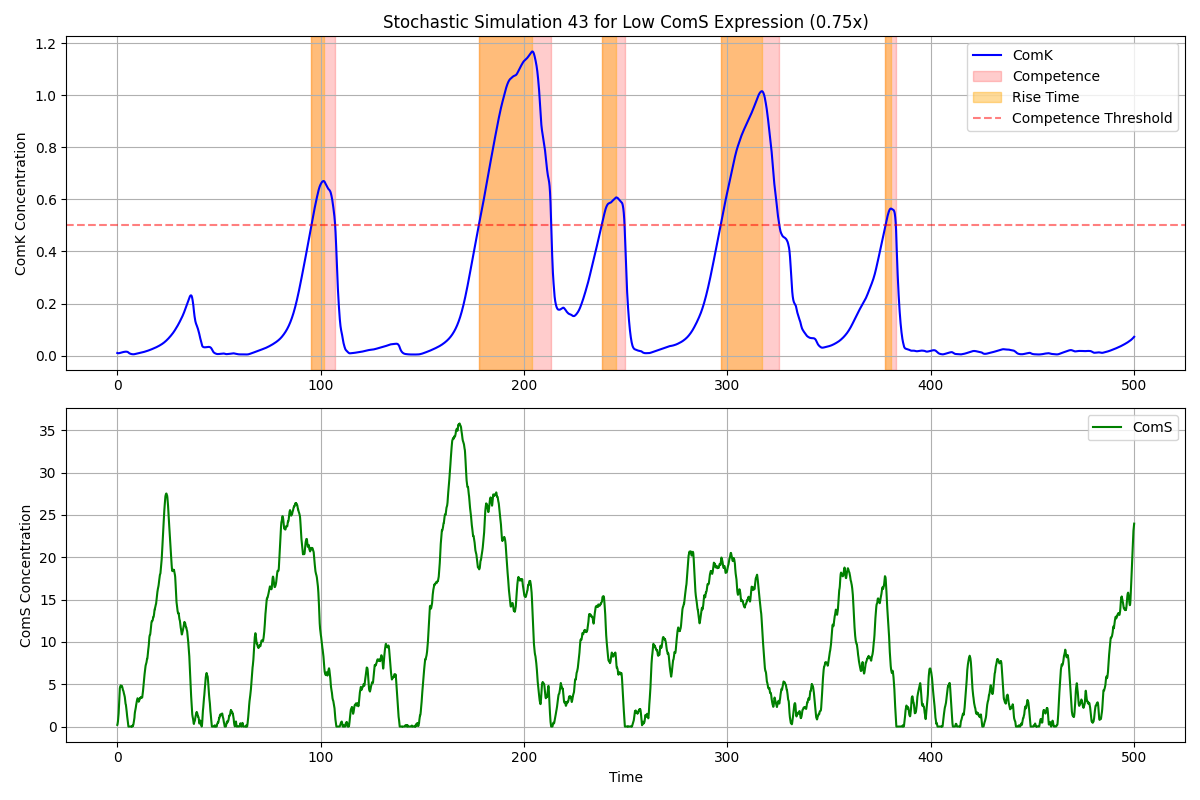 Stochastic Simulation 43 for Low ComS Expression (0.75x)
ComK Concentration
1.2
1.0
0.8
0.6
0.4
0.2
0.0
ComK
Competence
Rise Time
Competence Threshold
0 100 200 300 400 500
ComS Concentration
35
30
25
20
15
10
5
0
ComS
0 100 200 300 400 500
Time